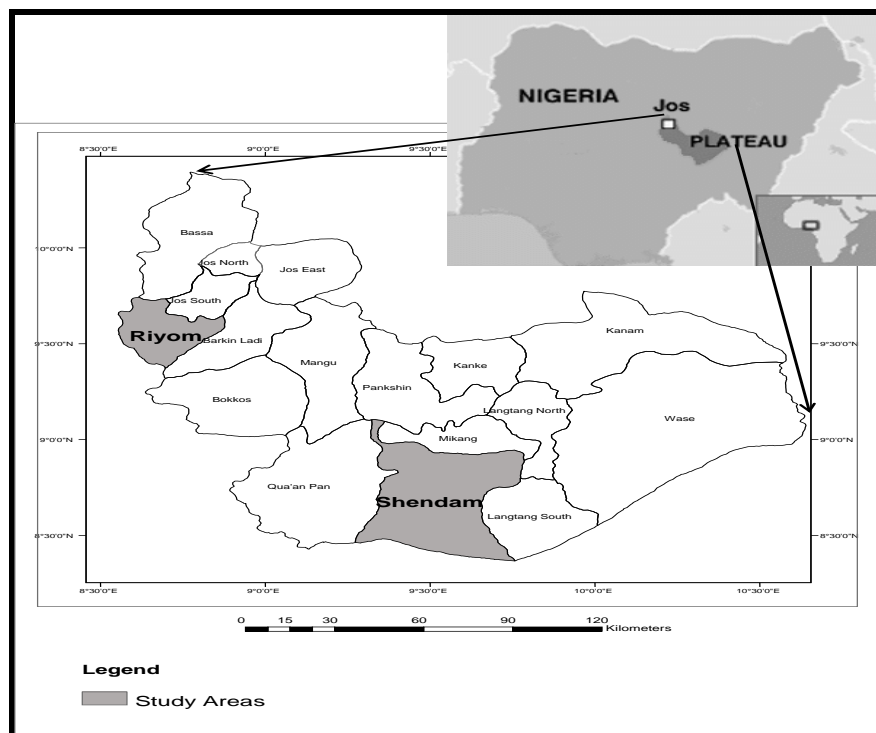 NIGERIA
Jos
PLATEAU
8°30'0"E
9°0'0"E
Bassa
10°0'0"N
Jos North
Jos East
Jos South
Riyom
Barkin Ladi
Kanam
9°30'0"N
9°30'0"N
Mangu
Kanke
Pankshin
Bokkos
Langtang North
Wase
9°0'0"N
Mikang
9°0'0"N
Qua'an Pan
Shendam
Langtang South
8°30'0"N
8°30'0"N
8°30'0"E
9°0'0"E
9°30'0"E
10°0'0"E
10°30'0"E
0 15 30 60 90 120
Kilometers
Legend
Study Areas